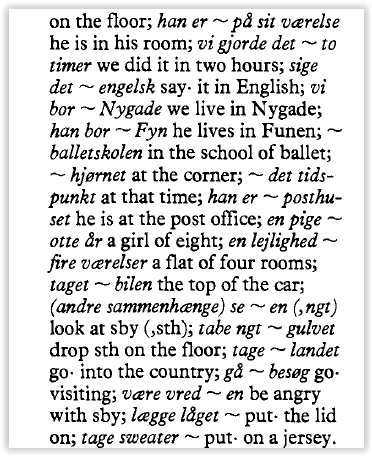 on the floor; han er ~ på sit værelse
he is in his room; vi gjorde det ~ to
timer we did it in two hours; sige
det ~ engelsk say· it in English; vi
bor ~ Nygade we live in Nygade;
han bor ~ Fyn he lives in Funen; ~
balletskolen in the school of ballet;
~ hjørnet at the corner; ~ det tids-
punkt at that time; han er ~ posthu-
set he is at the post office; en pige ~
otte år a girl of eight; en lejlighed ~
fire værelser a flat of four rooms;
taget ~ bilen the top of the car;
(andre sammenhænge) se ~ en (,ngt)
look at sby (,sth); tabe ngt ~ gulvet
drop sth on the floor; tage ~ landet
go· into the country; gå ~ besøg go·
visiting; være vred ~ en be angry
with sby; lægge låget ~ put· the lid
on; tage sweater ~ put· on a jersey.